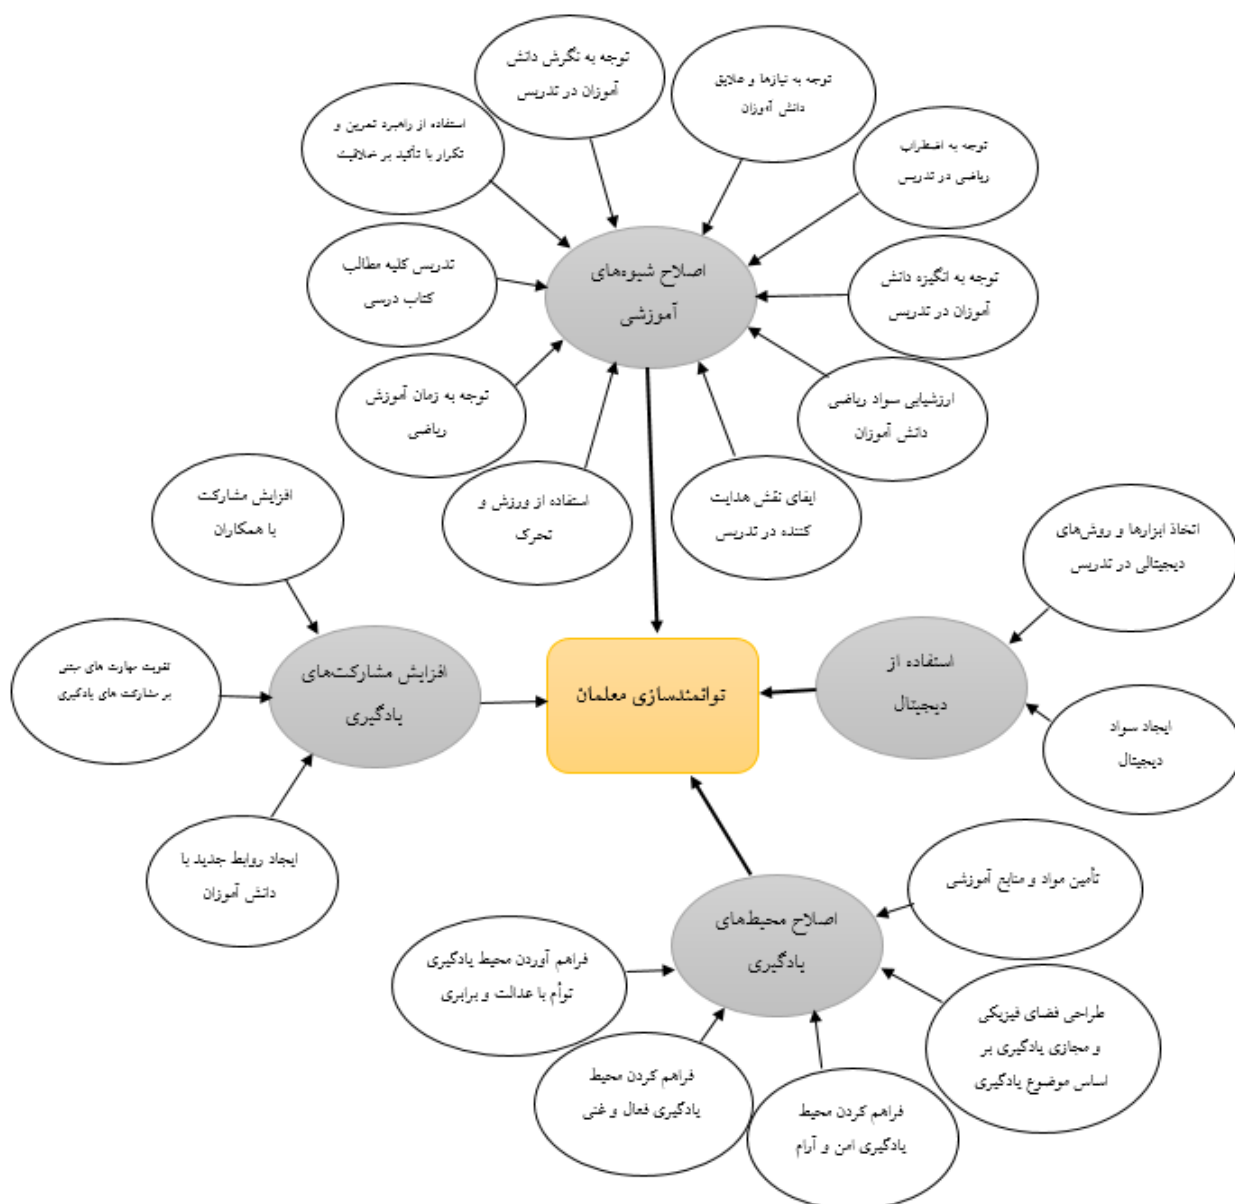 توجه به نگرش دانش
آموزان در تدریس
توجه به نیازها و علایق
دانش آموزان
استفاده از راهبرد تمرین و
تکرار با تأکید بر خلاقیت
توجه به اضطراب
ریاضی در تدریس
اصلاح شیوه‌های
آموزشی
تدریس کلیه مطالب
کتاب درسی
توجه به انگیزه دانش
آموزان در تدریس
توجه به زمان آموزش
ریاضی
ارزشیابی سواد ریاضی
دانش آموزان
استفاده از ورزش و
تحرک
ایفای نقش هدایت
کننده در تدریس
افزایش مشارکت
با همکاران
اتخاذ ابزارها و روش‌های
دیجیتالی در تدریس
تقویت مهارت های مبتنی
بر مشارکت های یادگیری
افزایش مشارکت‌های
یادگیری
توانمندسازی معلمان
استفاده از
دیجیتال
ایجاد سواد
دیجیتال
ایجاد روابط جدید با
دانش آموزان
تأمین مواد و منابع آموزشی
اصلاح محیط‌های
یادگیری
فراهم آوردن محیط یادگیری
توأم با عدالت و برابری
طراحی فضای فیزیکی
و مجازی یادگیری بر
اساس موضوع یادگیری
فراهم کردن محیط
یادگیری فعال و غنی
فراهم کردن محیط
یادگیری امن و آرام